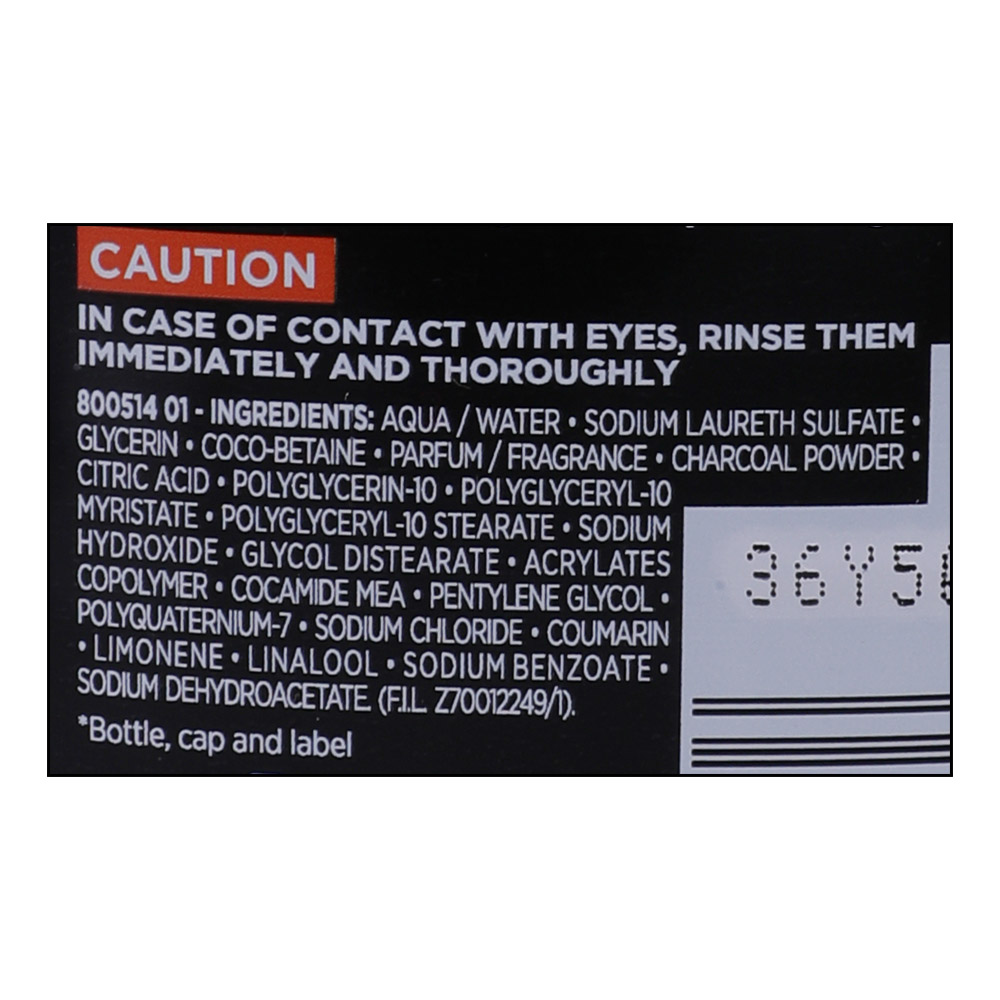 CAUTION
IN CASE OF CONTACT WITH EYES, RINSE THEM
IMMEDIATELY AND THOROUGHLY
800514 01 - INGREDIENTS: AQUA / WATER • SODIUM LAURETH SULFATE •
GLYCERIN • COCO-BETAINE • PARFUM / FRAGRANCE • CHARCOAL POWDER •
CITRIC ACID • POLYGLYCERIN-10 • POLYGLYCERYL-10
MYRISTATE • POLYGLYCERYL-10 STEARATE • SODIUM
HYDROXIDE • GLYCOL DISTEARATE • ACRYLATES
COPOLYMER • COCAMIDE MEA • PENTYLENE GLYCOL •
POLYQUATERNIUM-7 • SODIUM CHLORIDE • COUMARIN
• LIMONENE • LINALOOL • SODIUM BENZOATE •
SODIUM DEHYDROACETATE. (F.I.L. Z70012249/1).
*Bottle, cap and label
36Y5